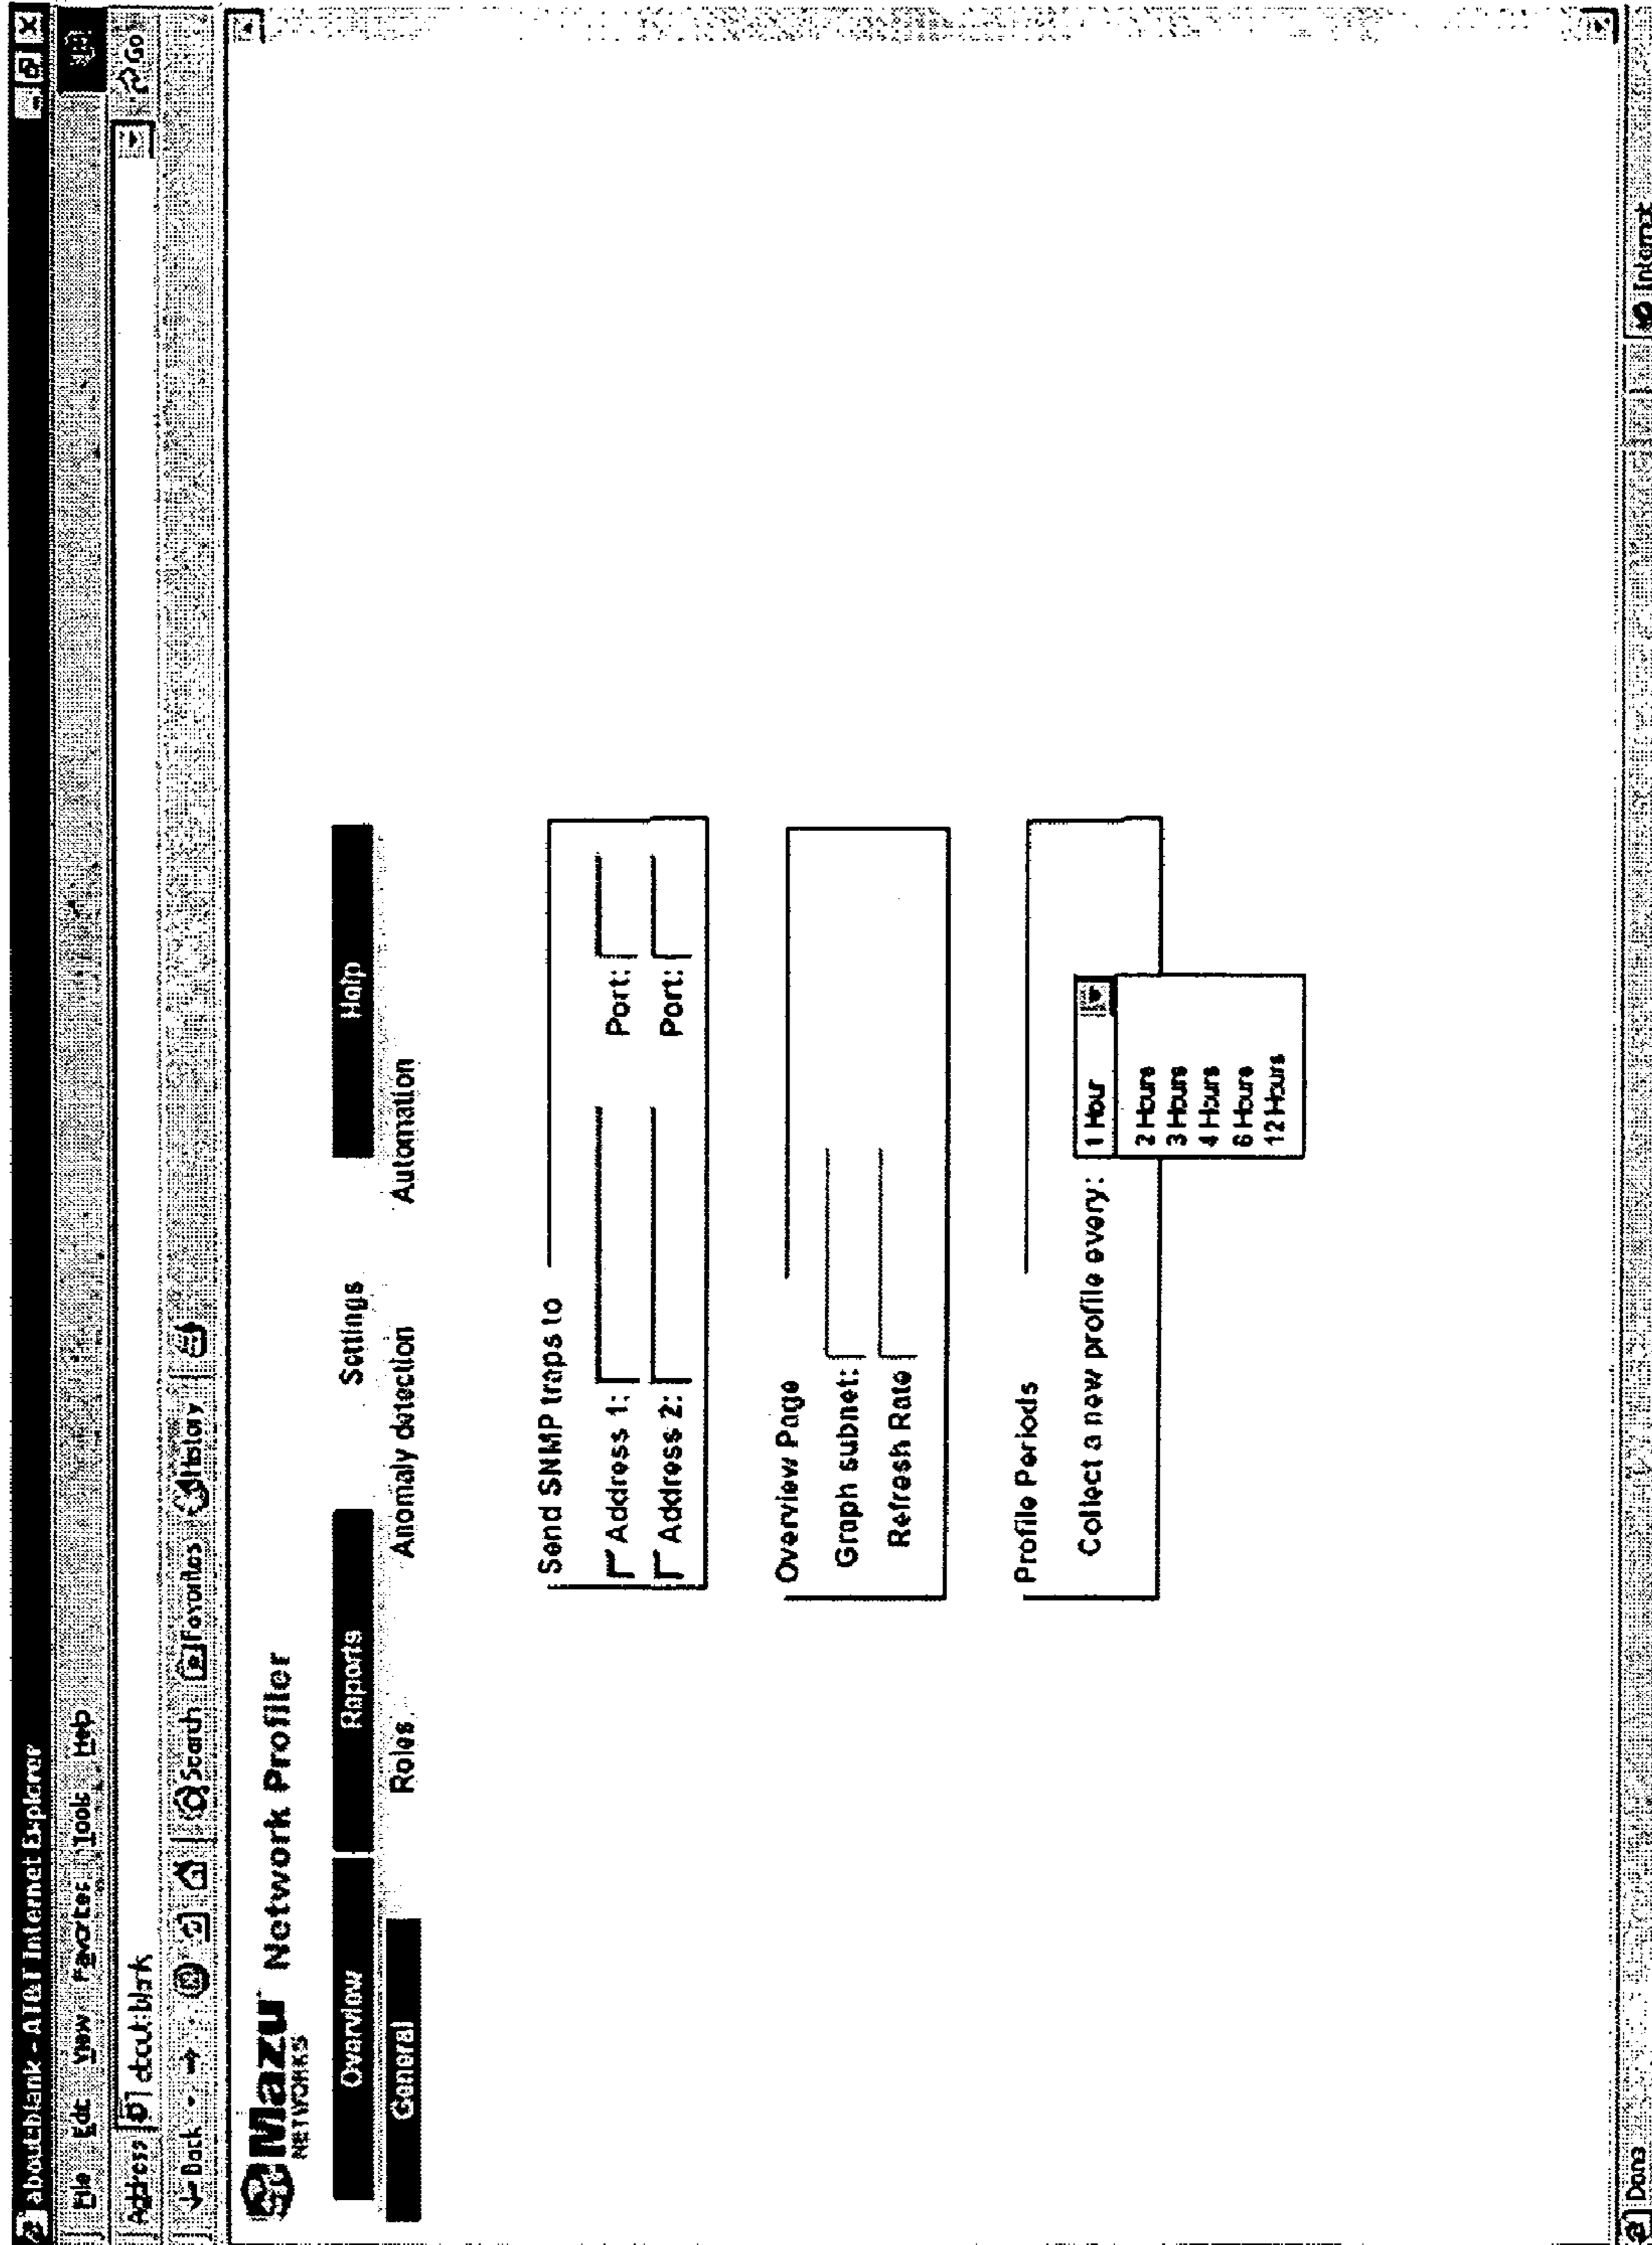 about:blank - AT&T Internet Explorer
File Edit View Favorites Tools Help
Address about:blank Go
Back Search Favorites History
Mazu Network Profiler
NETWORKS
Overview Reports Settings Help
General Roles Anomaly detection Automation
Send SNMP traps to
Address 1: Port:
Address 2: Port:
Overview Page
Graph subnet:
Refresh Rate
Profile Periods
Collect a new profile every: 1 Hour
2 Hours
3 Hours
4 Hours
6 Hours
12 Hours
Done Internet